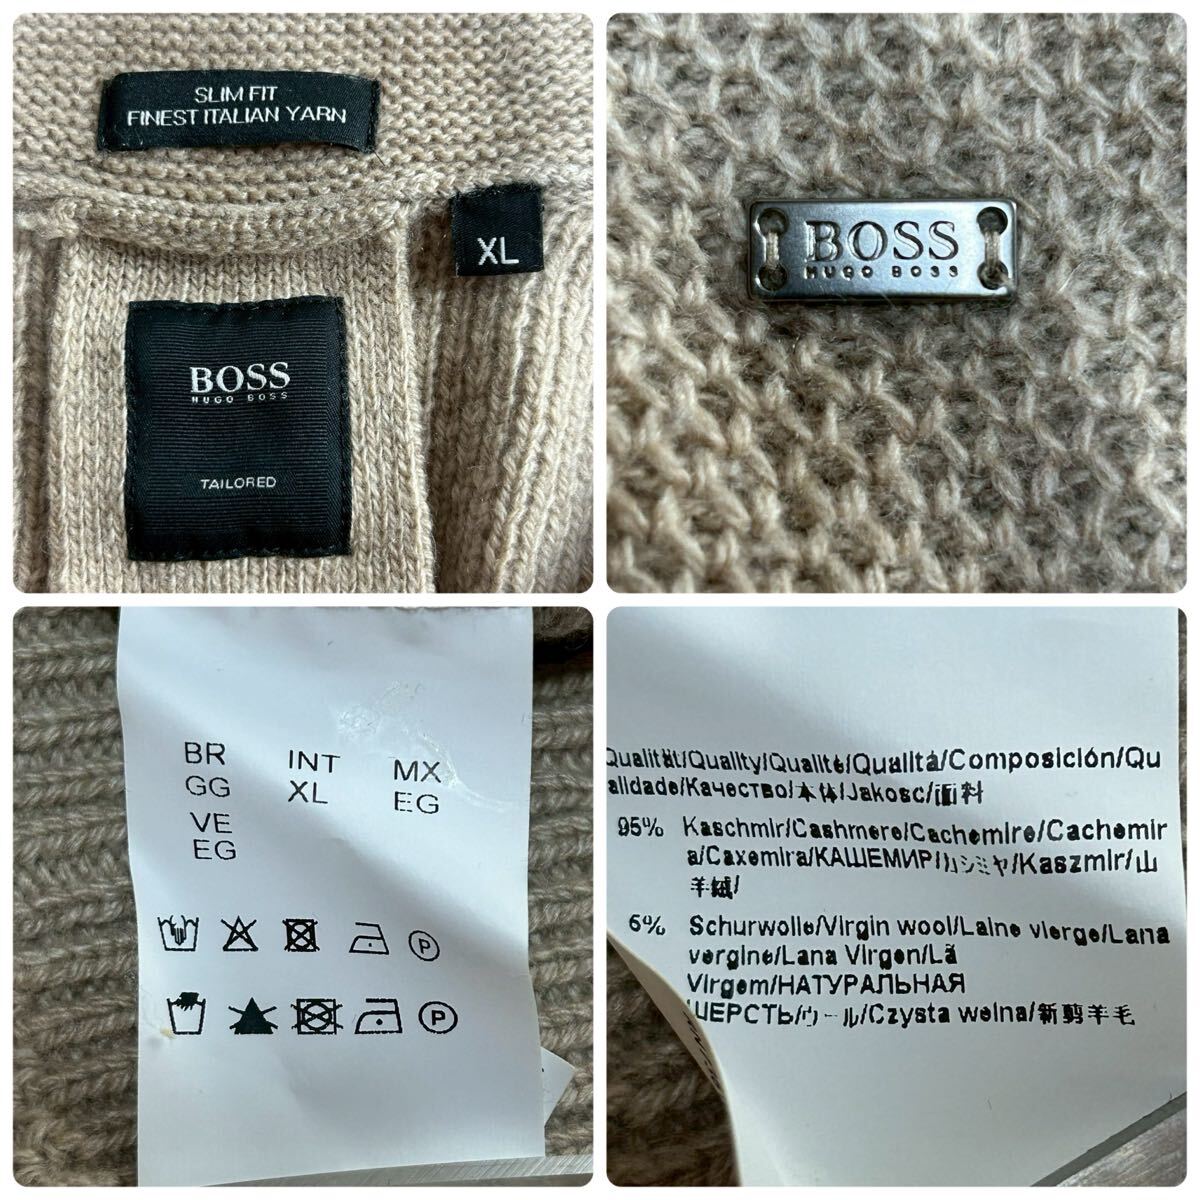 SLIM FIT
FINEST ITALIAN YARN
XL
BOSS
HUGO BOSS
TAILORED
BOSS
HUGO BOSS
BR
GG
INT
XL
MX
EG
VE
EG
P
P
Qualität/Quality/Qualité/Qualità/Composición/Qu
alidade/Качество/本体/Jakosc/面料
95% Kaschmir/Cashmere/Cachemire/Cachemir
a/Caxemira/КАШЕМИР/カシミヤ/Kaszmir/山
羊絨/
5% Schurwolle/Virgin wool/Laine vierge/Lana
vergine/Lana Virgen/Lã
Virgem/НАТУРАЛЬНАЯ
ШЕРСТЬ/ウール/Czysta welna/新剪羊毛